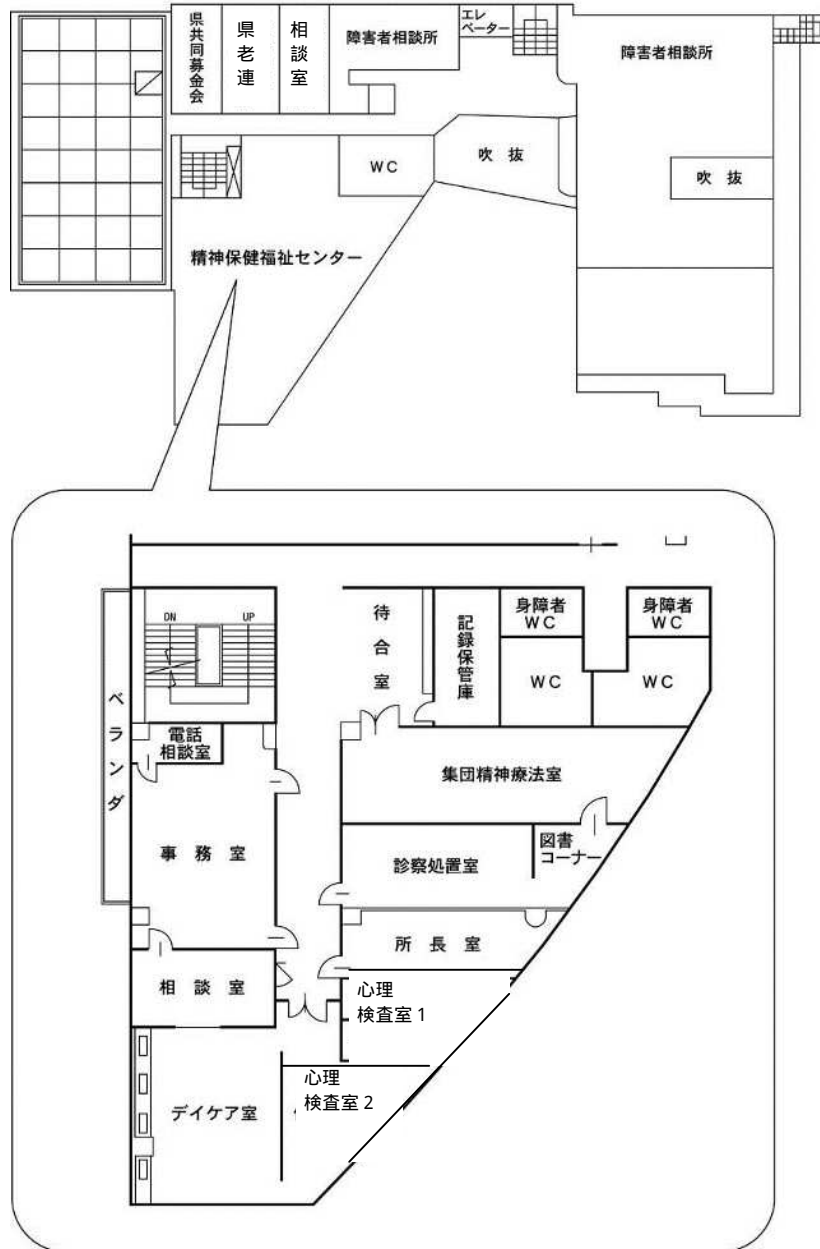 県共同募金会
県老連
相談室
障害者相談所
エレ
ベーター
障害者相談所
WC
吹抜
吹抜
精神保健福祉センター
DN
UP
待合室
記録保管庫
身障者
WC
身障者
WC
WC
WC
ベランダ
電話
相談室
集団精神療法室
事務室
診察処置室
図書
コーナー
所長室
相談室
心理
検査室1
心理
検査室2
デイケア室